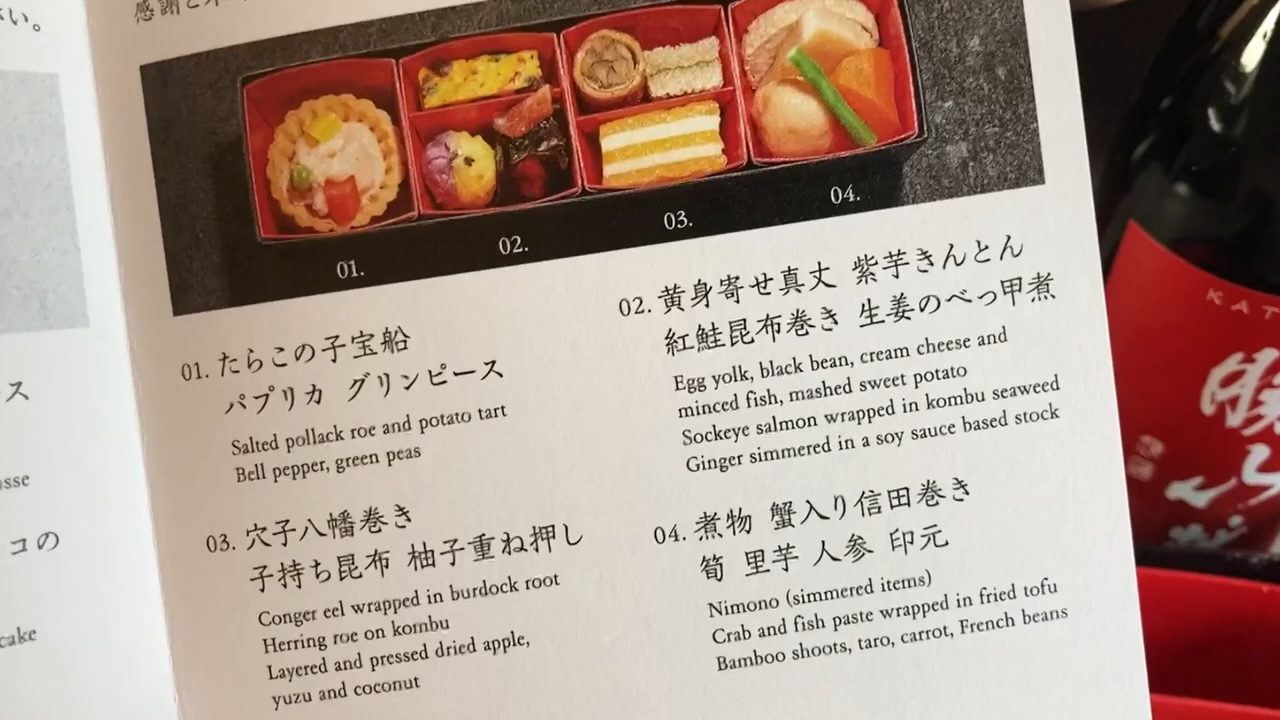 い。
01.
02.
03.
04.
01. たらこの子宝船
パプリカ グリンピース
Salted pollack roe and potato tart
Bell pepper, green peas
02. 黄身寄せ真丈 紫芋きんとん
紅鮭昆布巻き 生姜のべっ甲煮
Egg yolk, black bean, cream cheese and
minced fish, mashed sweet potato
Sockeye salmon wrapped in kombu seaweed
Ginger simmered in a soy sauce based stock
03. 穴子八幡巻き
子持ち昆布 柚子重ね押し
Conger eel wrapped in burdock root
Herring roe on kombu
Layered and pressed dried apple,
yuzu and coconut
04. 煮物 蟹入り信田巻き
筍 里芋 人参 印元
Nimono (simmered items)
Crab and fish paste wrapped in fried tofu
Bamboo shoots, taro, carrot, French beans
ース
sse
コの
cake
KAT